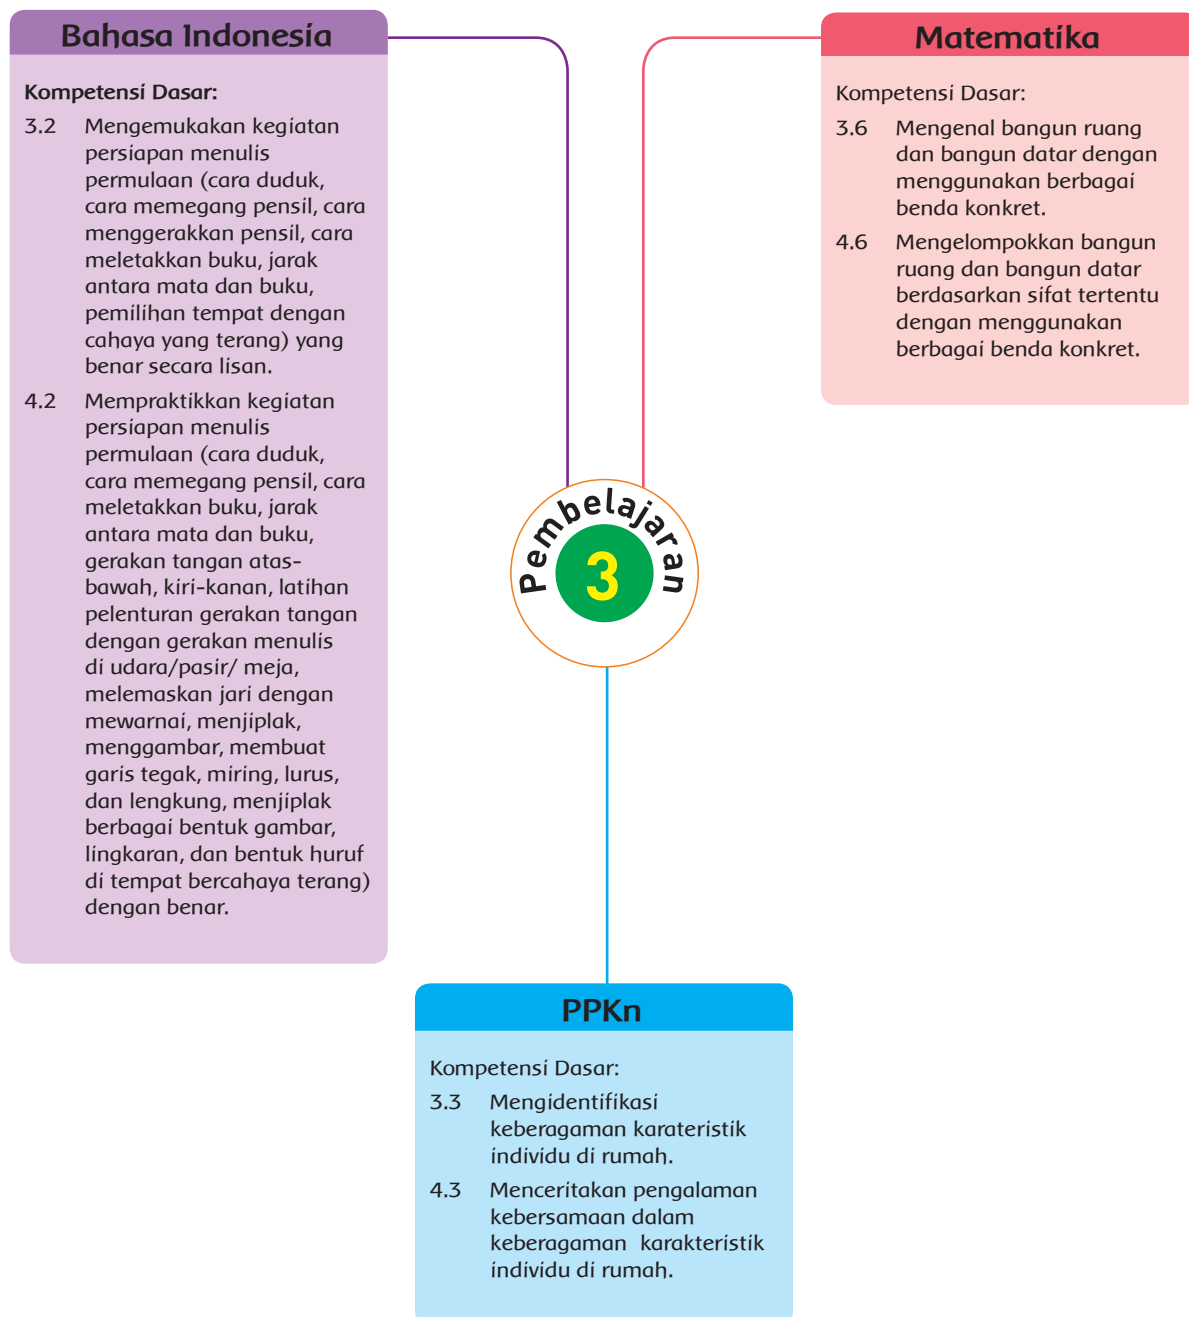 Bahasa Indonesia
Kompetensi Dasar:
3.2 Mengemukakan kegiatan
persiapan menulis
permulaan (cara duduk,
cara memegang pensil, cara
menggerakkan pensil, cara
meletakkan buku, jarak
antara mata dan buku,
pemilihan tempat dengan
cahaya yang terang) yang
benar secara lisan.
4.2 Mempraktikkan kegiatan
persiapan menulis
permulaan (cara duduk,
cara memegang pensil, cara
meletakkan buku, jarak
antara mata dan buku,
gerakan tangan atas-
bawah, kiri-kanan, latihan
pelenturan gerakan tangan
dengan gerakan menulis
di udara/pasir/ meja,
melemaskan jari dengan
mewarnai, menjiplak,
menggambar, membuat
garis tegak, miring, lurus,
dan lengkung, menjiplak
berbagai bentuk gambar,
lingkaran, dan bentuk huruf
di tempat bercahaya terang)
dengan benar.
Matematika
Kompetensi Dasar:
3.6 Mengenal bangun ruang
dan bangun datar dengan
menggunakan berbagai
benda konkret.
4.6 Mengelompokkan bangun
ruang dan bangun datar
berdasarkan sifat tertentu
dengan menggunakan
berbagai benda konkret.
Pembelajaran
3
PPKn
Kompetensi Dasar:
3.3 Mengidentifikasi
keberagaman karateristik
individu di rumah.
4.3 Menceritakan pengalaman
kebersamaan dalam
keberagaman karakteristik
individu di rumah.